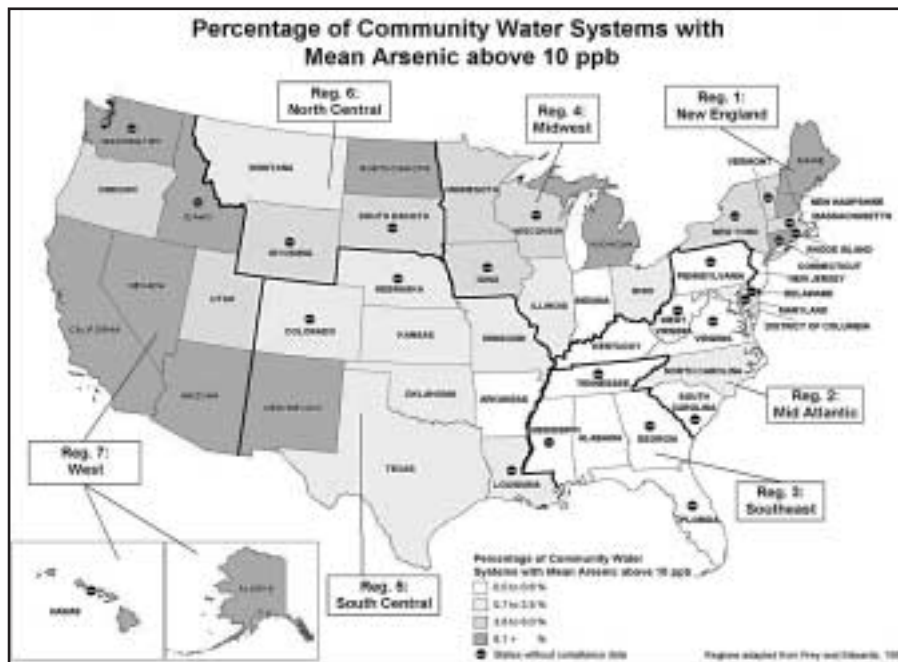 Percentage of Community Water Systems with
Mean Arsenic above 10 ppb
Reg. 6:
North Central
Reg. 4:
Midwest
Reg. 1:
New England
VERMONT
MAINE
WASHINGTON
MONTANA
NORTH DAKOTA
MINNESOTA
OREGON
IDAHO
SOUTH DAKOTA
WISCONSIN
MICHIGAN
NEW YORK
NEW HAMPSHIRE
MASSACHUSETTS
RHODE ISLAND
CONNECTICUT
NEW JERSEY
DELAWARE
MARYLAND
DISTRICT OF COLUMBIA
WYOMING
NEBRASKA
IOWA
PENNSYLVANIA
NEVADA
UTAH
COLORADO
ILLINOIS
INDIANA
OHIO
WEST
VIRGINIA
VIRGINIA
CALIFORNIA
KANSAS
MISSOURI
KENTUCKY
ARIZONA
NEW MEXICO
OKLAHOMA
ARKANSAS
TENNESSEE
NORTH CAROLINA
SOUTH
CAROLINA
Reg. 2:
Mid Atlantic
TEXAS
LOUISIANA
MISSISSIPPI
ALABAMA
GEORGIA
FLORIDA
Reg. 7:
West
Reg. 3:
Southeast
HAWAII
ALASKA
Reg. 5:
South Central
Percentage of Community Water
Systems with Mean Arsenic above 10 ppb
%
%
%
%
States without compliance data
Regions adapted from Frey and Edwards,